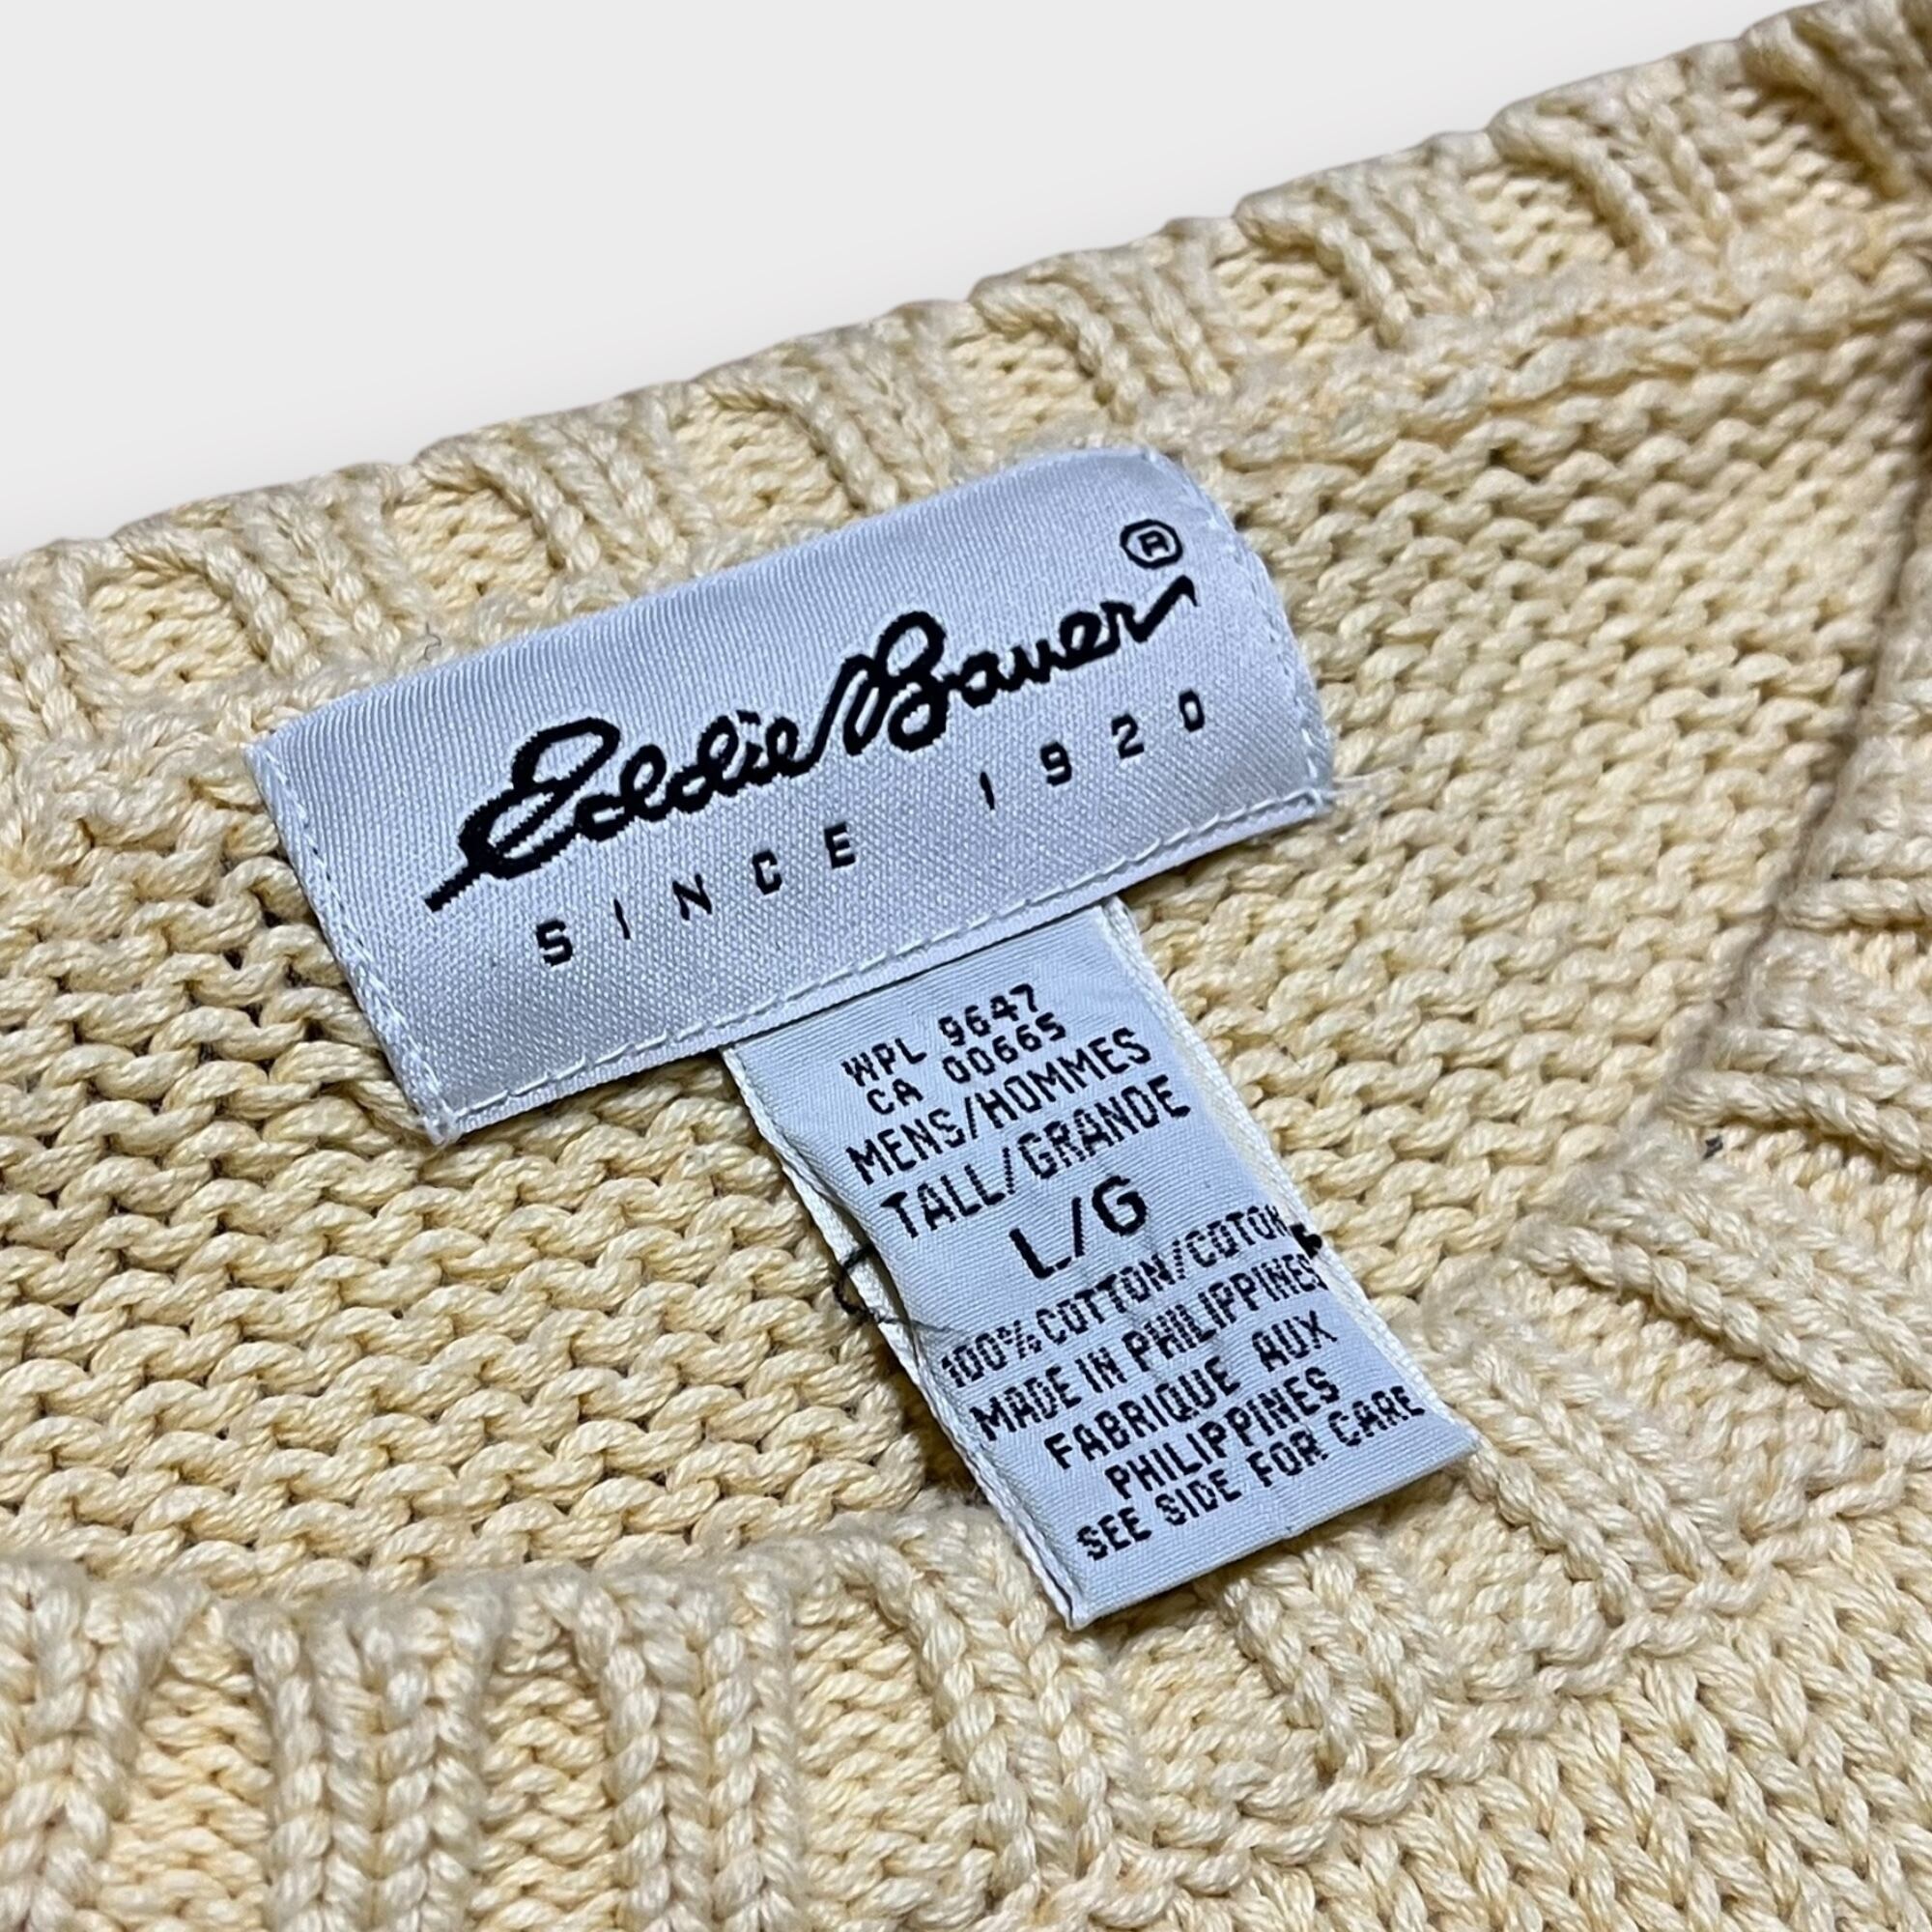 Eddie Bauer ®
SINCE 1920
WPL 9647
CA 00665
MENS/HOMMES
TALL/GRANDE
L/G
100% COTTON/COTON
MADE IN PHILIPPINES
FABRIQUE AUX
PHILIPPINES
SEE SIDE FOR CARE